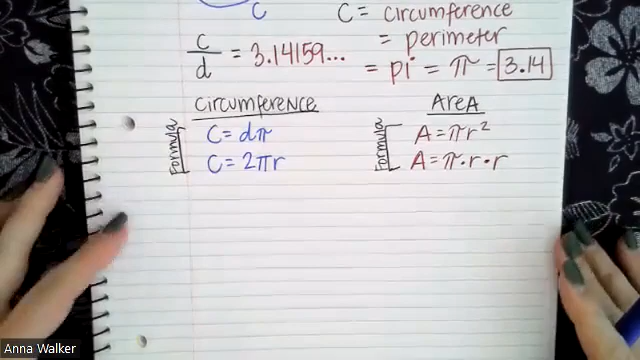 C
C = circumference
= perimeter
c/d = 3.14159...
= pi = π = 3.14
Circumference
Formula
C = dπ
C = 2πr
Area
Formula
A = πr²
A = π·r·r
Anna Walker